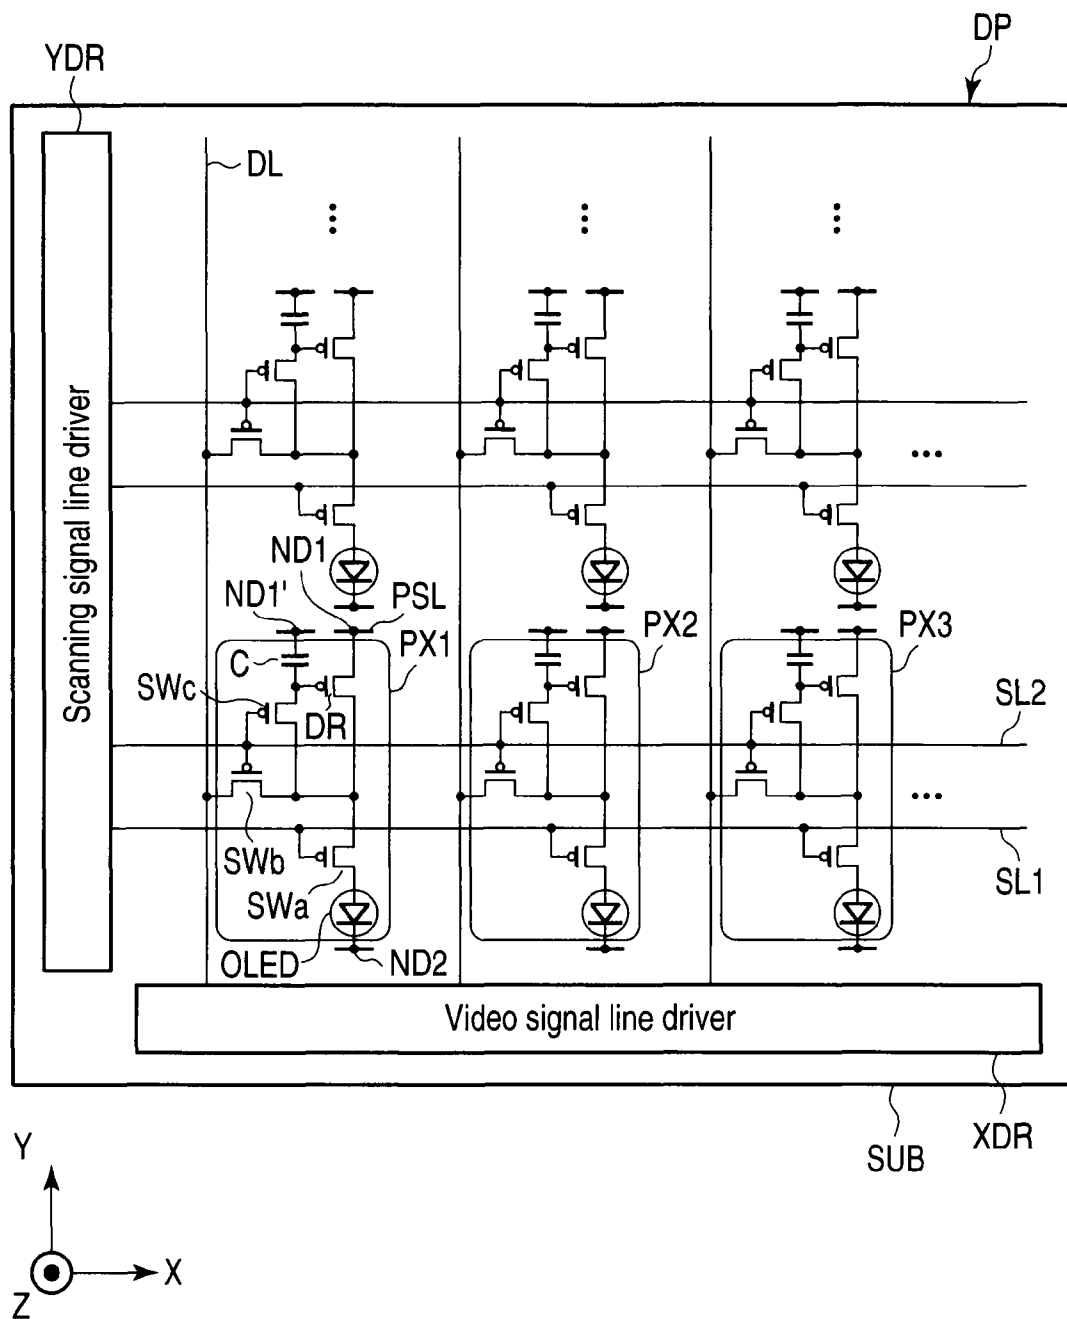 DP
YDR
DL
Scanning signal line driver
ND1
ND1'
PSL
PX1
PX2
PX3
C
SWc
DR
SL2
SWb
SWa
SL1
OLED
ND2
Video signal line driver
XDR
SUB
Y
X
Z